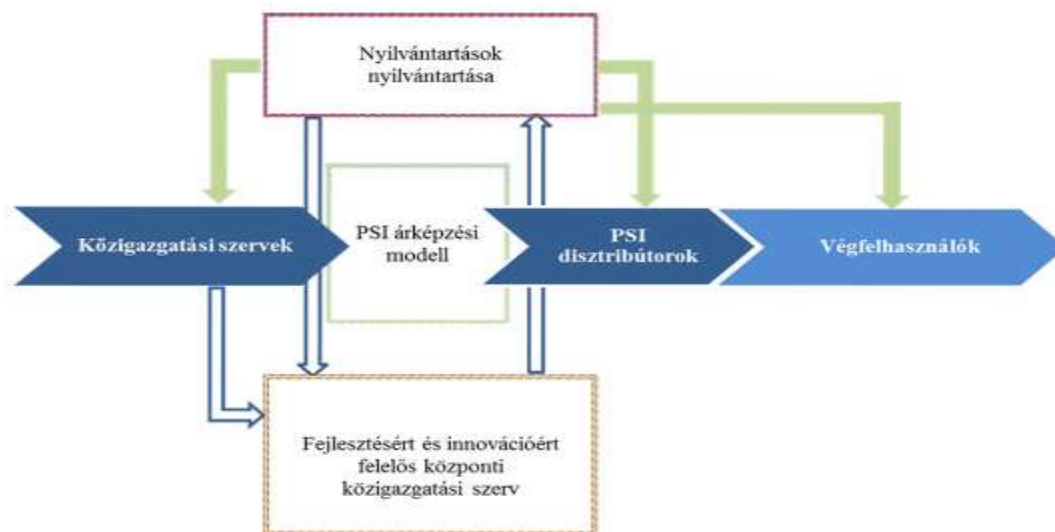 Nyilvántartások
nyilvántartása
Közigazgatási szervek
PSI árképzési
modell
PSI
disztribútorok
Végfelhasználók
Fejlesztésért és innovációért
felelős központi
közigazgatási szerv